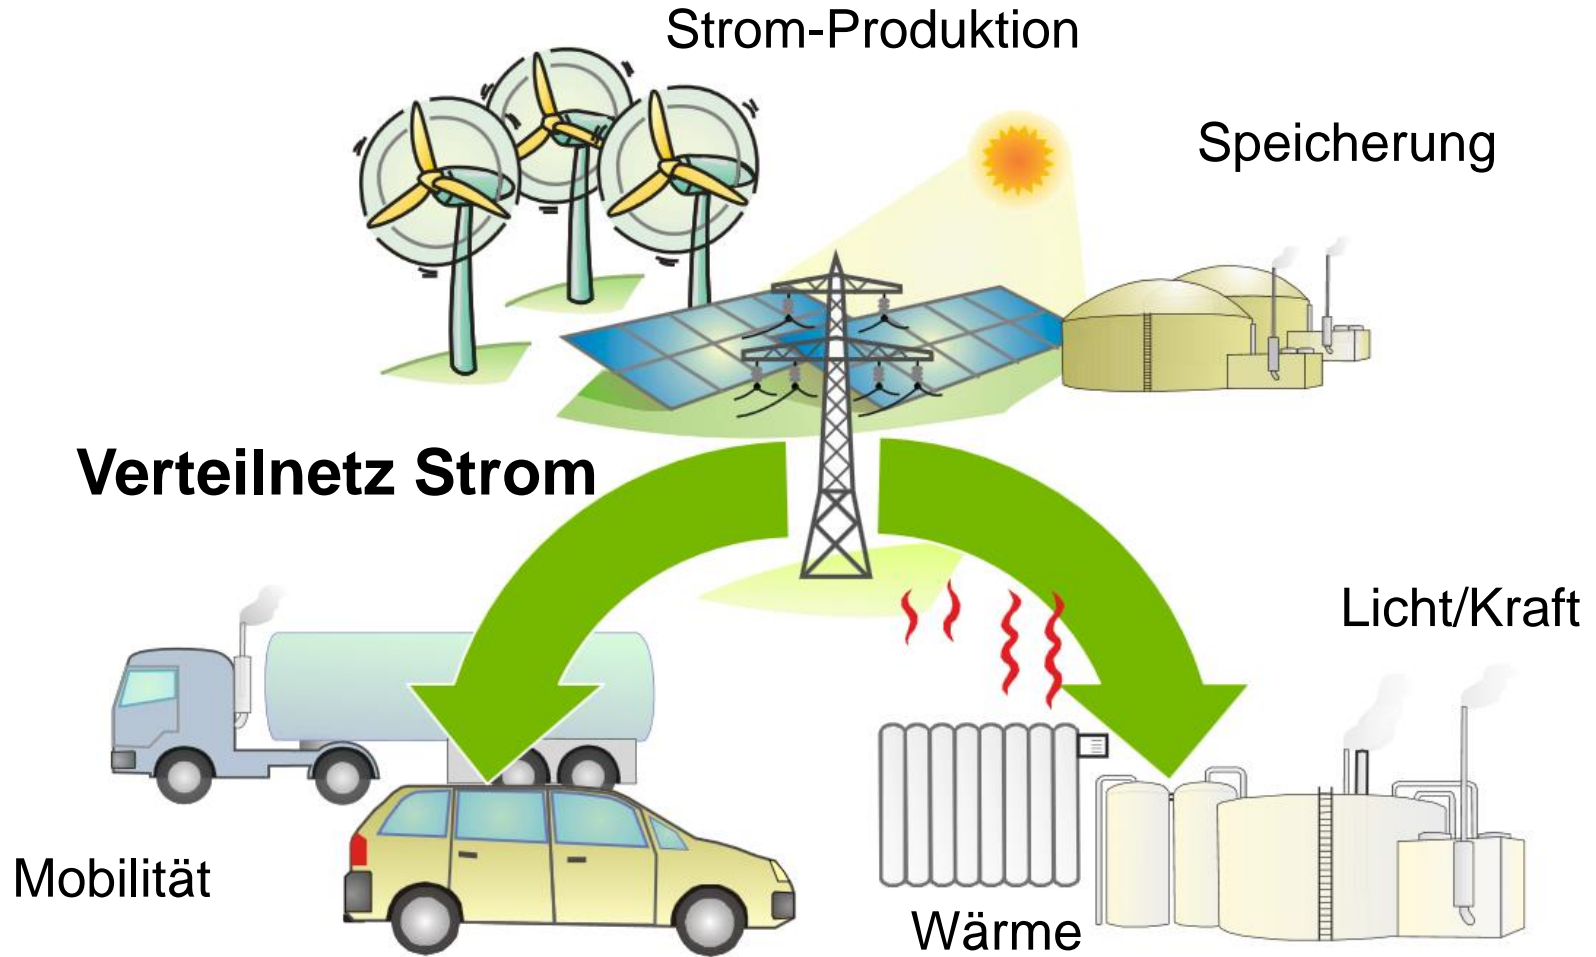 Strom-Produktion
Speicherung
Verteilnetz Strom
Licht/Kraft
Mobilität
Wärme